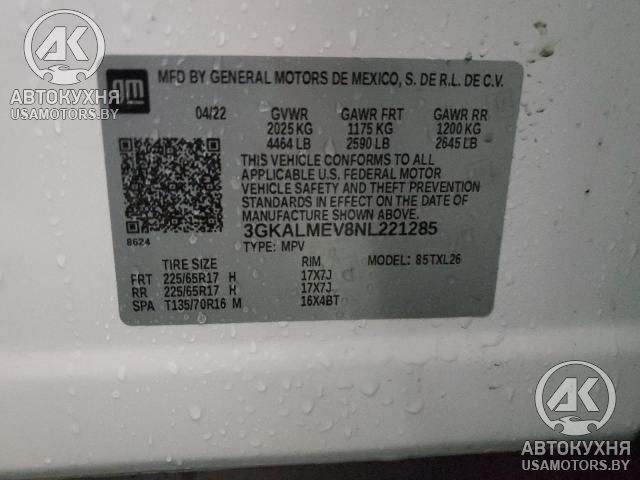 AK
АВТОКУХНЯ
USAMOTORS.BY
GM
MFD BY GENERAL MOTORS DE MEXICO, S. DE R.L. DE C.V.
04/22 GVWR GAWR FRT GAWR RR
2025 KG 1175 KG 1200 KG
4464 LB 2590 LB 2645 LB
THIS VEHICLE CONFORMS TO ALL
APPLICABLE U.S. FEDERAL MOTOR
VEHICLE SAFETY AND THEFT PREVENTION
STANDARDS IN EFFECT ON THE DATE OF
MANUFACTURE SHOWN ABOVE.
3GKALMEV8NL221285
8624
TYPE: MPV MODEL: 85TXL26
TIRE SIZE RIM
FRT 225/65R17 H 17X7J
RR 225/65R17 H 17X7J
SPA T135/70R16 M 16X4BT
AK
АВТОКУХНЯ
USAMOTORS.BY